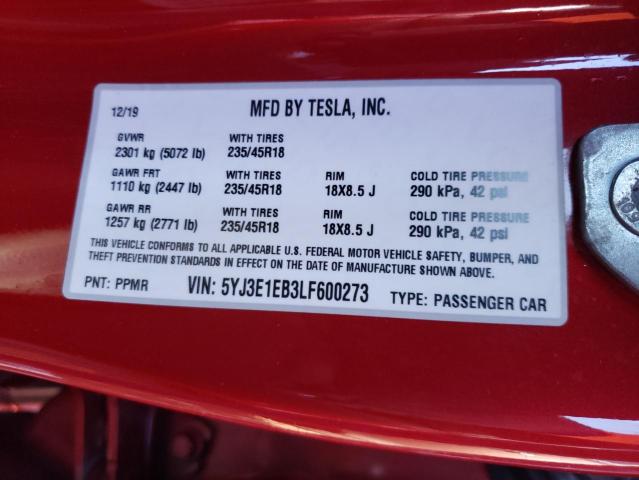 12/19 MFD BY TESLA, INC.
GVWR WITH TIRES
2301 kg (5072 lb) 235/45R18
GAWR FRT WITH TIRES RIM COLD TIRE PRESSURE
1110 kg (2447 lb) 235/45R18 18X8.5 J 290 kPa, 42 psi
GAWR RR WITH TIRES RIM COLD TIRE PRESSURE
1257 kg (2771 lb) 235/45R18 18X8.5 J 290 kPa, 42 psi
THIS VEHICLE CONFORMS TO ALL APPLICABLE U.S. FEDERAL MOTOR VEHICLE SAFETY, BUMPER, AND
THEFT PREVENTION STANDARDS IN EFFECT ON THE DATE OF MANUFACTURE SHOWN ABOVE.
PNT: PPMR VIN: 5YJ3E1EB3LF600273 TYPE: PASSENGER CAR